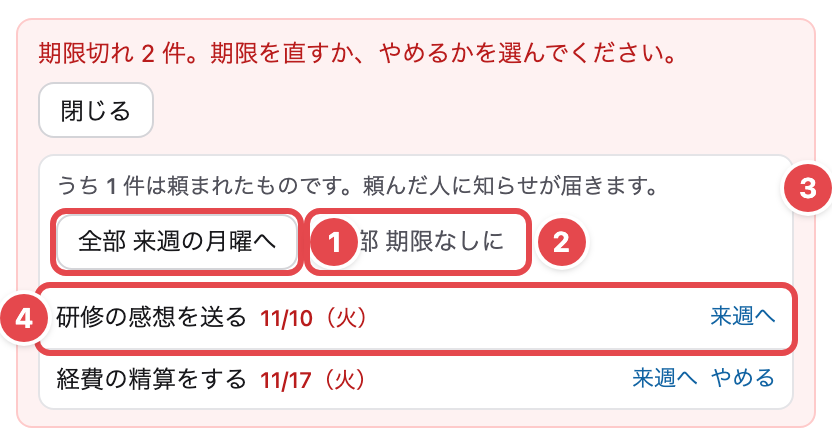 期限切れ 2 件。期限を直すか、やめるかを選んでください。
閉じる
うち 1 件は頼まれたものです。頼んだ人に知らせが届きます。
3
全部 来週の月曜へ
1
部 期限なしに
2
4
研修の感想を送る 11/10（火） 来週へ
経費の精算をする 11/17（火） 来週へ やめる